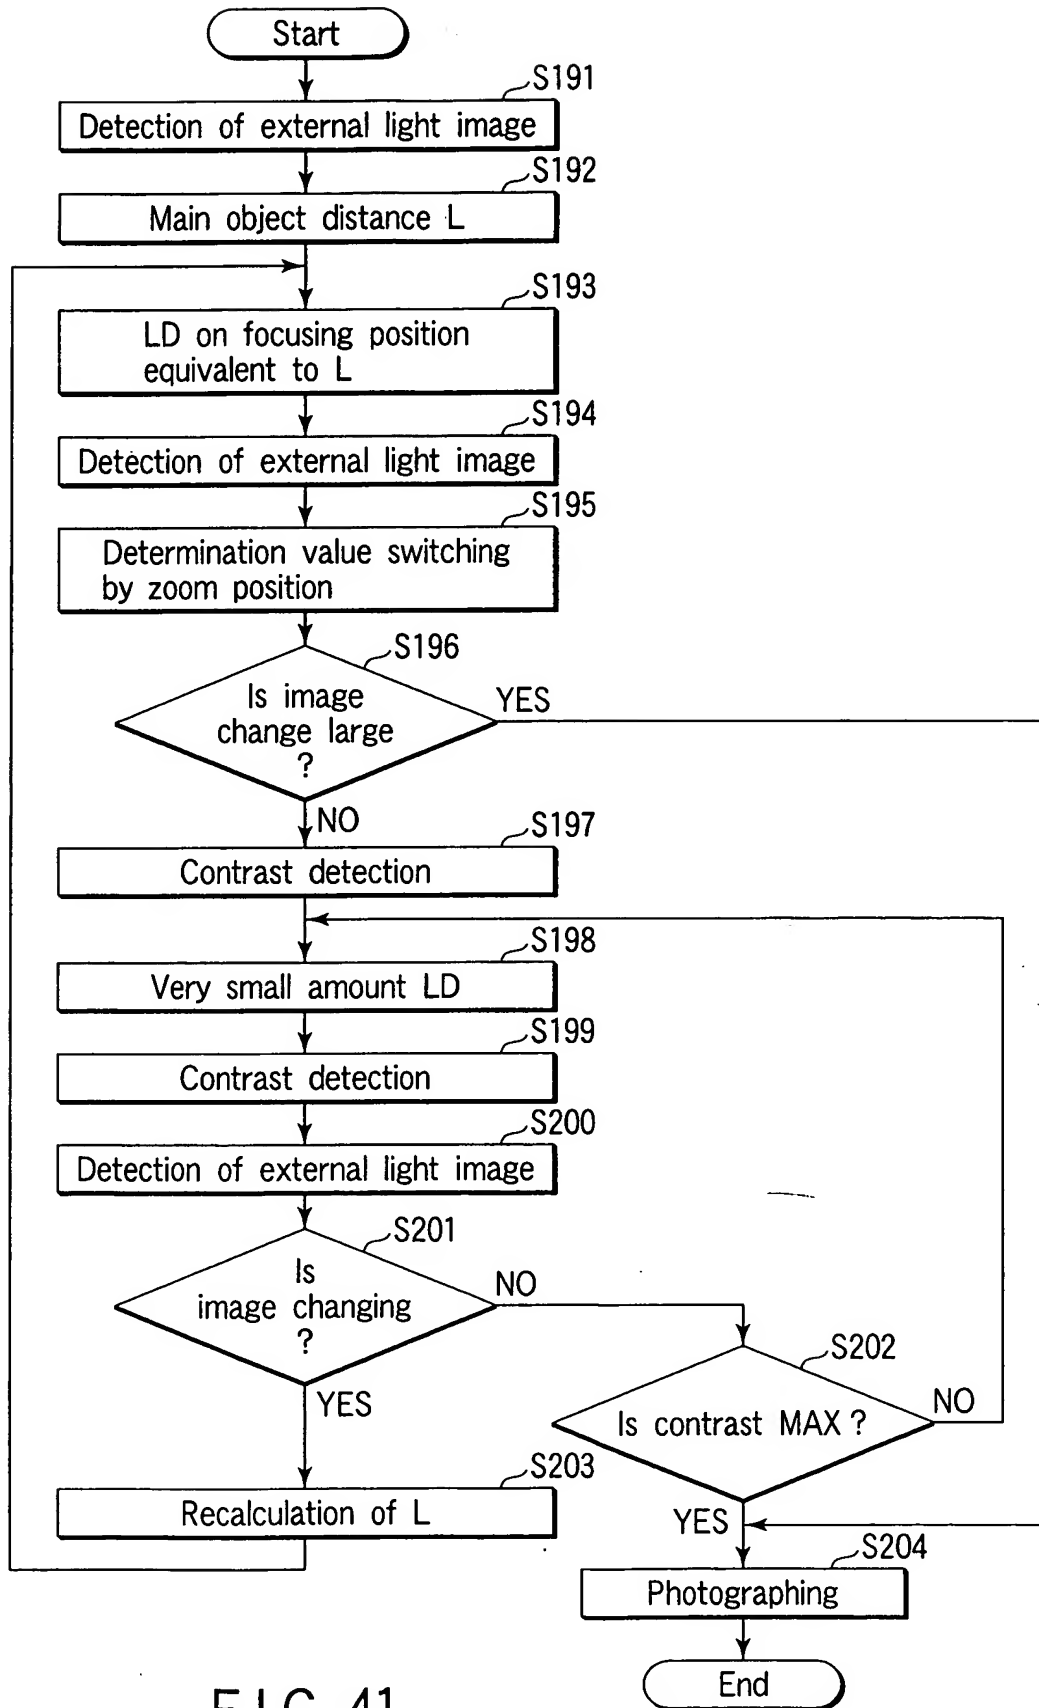 Start
S191
Detection of external light image
S192
Main object distance L
S193
LD on focusing position
equivalent to L
S194
Detection of external light image
S195
Determination value switching
by zoom position
S196
Is image
change large
?
YES
NO
S197
Contrast detection
S198
Very small amount LD
S199
Contrast detection
S200
Detection of external light image
S201
Is
image changing
?
NO
YES
S202
Is contrast MAX ?
NO
YES
S203
Recalculation of L
S204
Photographing
End
FIG. 41